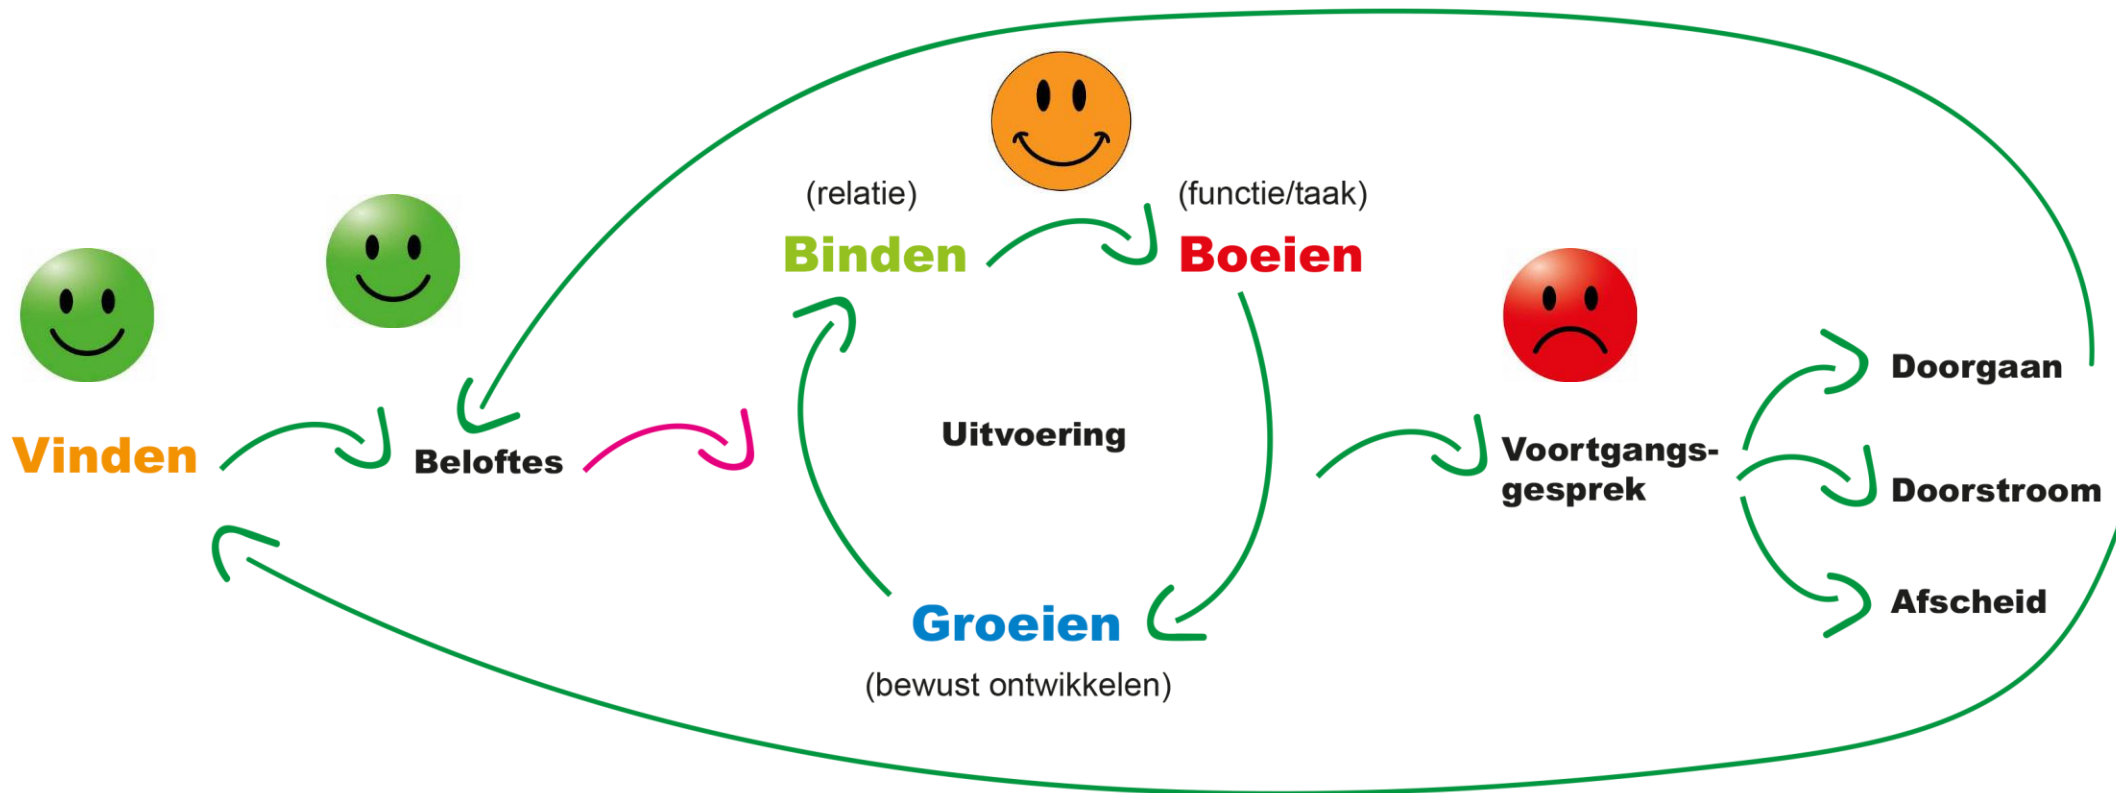 (relatie)
(functie/taak)
Binden
Boeien
Vinden
Beloftes
Uitvoering
Voortgangs-
gesprek
Doorgaan
Doorstroom
Afscheid
Groeien
(bewust ontwikkelen)